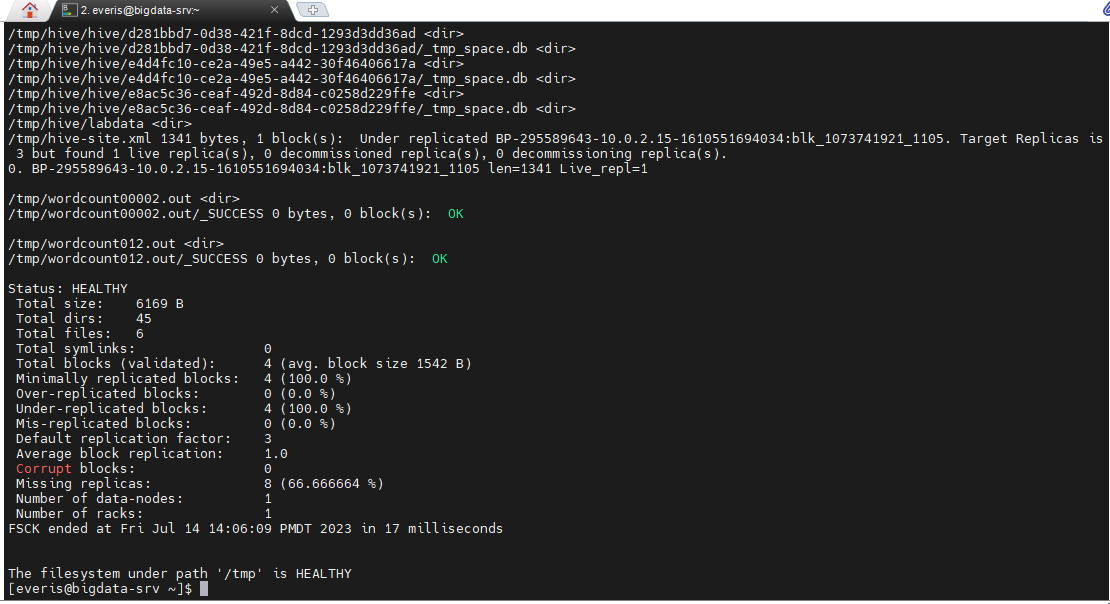 2. everis@bigdata-srv:~
/tmp/hive/hive/d281bbd7-0d38-421f-8dcd-1293d3dd36ad <dir>
/tmp/hive/hive/d281bbd7-0d38-421f-8dcd-1293d3dd36ad/_tmp_space.db <dir>
/tmp/hive/hive/e4d4fc10-ce2a-49e5-a442-30f46406617a <dir>
/tmp/hive/hive/e4d4fc10-ce2a-49e5-a442-30f46406617a/_tmp_space.db <dir>
/tmp/hive/hive/e8ac5c36-ceaf-492d-8d84-c0258d229ffe <dir>
/tmp/hive/hive/e8ac5c36-ceaf-492d-8d84-c0258d229ffe/_tmp_space.db <dir>
/tmp/hive/labdata <dir>
/tmp/hive-site.xml 1341 bytes, 1 block(s):  Under replicated BP-295589643-10.0.2.15-1610551694034:blk_1073741921_1105. Target Replicas is
 3 but found 1 live replica(s), 0 decommissioned replica(s), 0 decommissioning replica(s).
0. BP-295589643-10.0.2.15-1610551694034:blk_1073741921_1105 len=1341 Live_repl=1

/tmp/wordcount00002.out <dir>
/tmp/wordcount00002.out/_SUCCESS 0 bytes, 0 block(s):  OK

/tmp/wordcount012.out <dir>
/tmp/wordcount012.out/_SUCCESS 0 bytes, 0 block(s):  OK

Status: HEALTHY
 Total size:    6169 B
 Total dirs:    45
 Total files:   6
 Total symlinks:                0
 Total blocks (validated):      4 (avg. block size 1542 B)
 Minimally replicated blocks:   4 (100.0 %)
 Over-replicated blocks:        0 (0.0 %)
 Under-replicated blocks:       4 (100.0 %)
 Mis-replicated blocks:         0 (0.0 %)
 Default replication factor:    3
 Average block replication:     1.0
 Corrupt blocks:                0
 Missing replicas:              8 (66.666664 %)
 Number of data-nodes:          1
 Number of racks:               1
FSCK ended at Fri Jul 14 14:06:09 PMDT 2023 in 17 milliseconds

The filesystem under path '/tmp' is HEALTHY
[everis@bigdata-srv ~]$